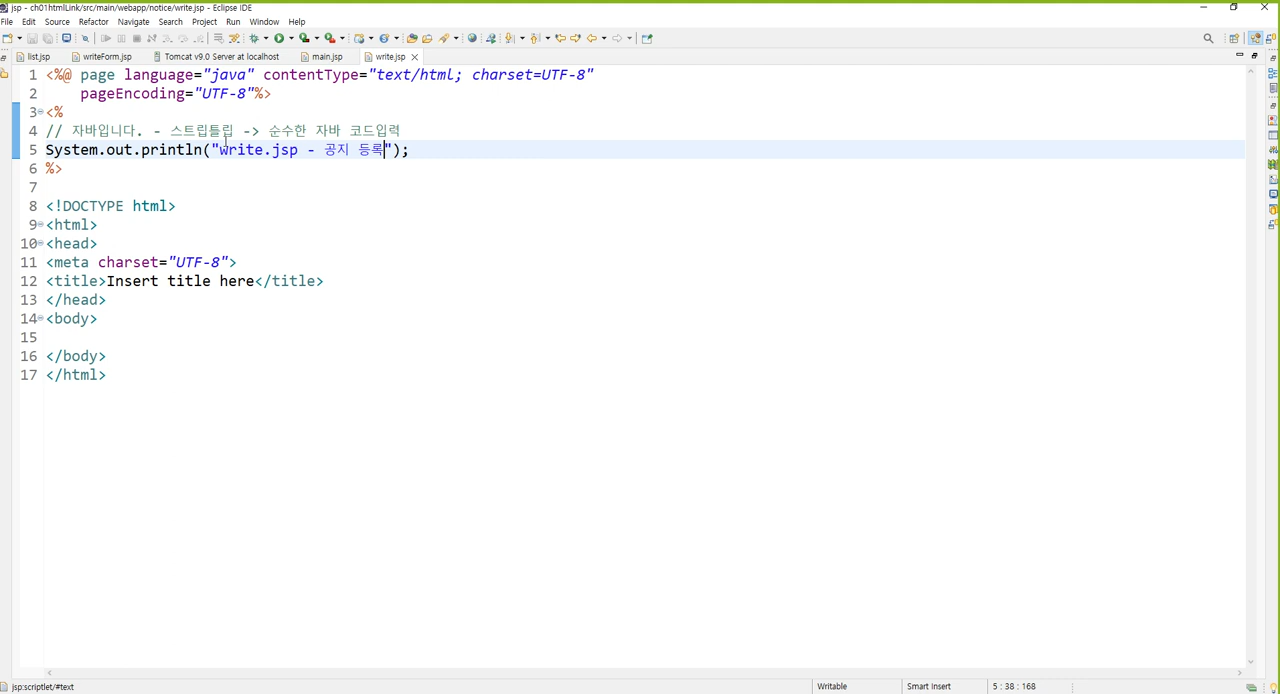 jsp - ch01htmlLink/src/main/webapp/notice/write.jsp - Eclipse IDE
File Edit Source Refactor Navigate Search Project Run Window Help
list.jsp writeForm.jsp Tomcat v9.0 Server at localhost main.jsp write.jsp
1 <%@ page language="java" contentType="text/html; charset=UTF-8"
2 pageEncoding="UTF-8"%>
3 <%
4 // 자바입니다. - 스트립틀립 -> 순수한 자바 코드입력
5 System.out.println("write.jsp - 공지 등록");
6 %>
7
8 <!DOCTYPE html>
9 <html>
10 <head>
11 <meta charset="UTF-8">
12 <title>Insert title here</title>
13 </head>
14 <body>
15
16 </body>
17 </html>
jsp:scriptlet/#text Writable Smart Insert 5 : 38 : 168